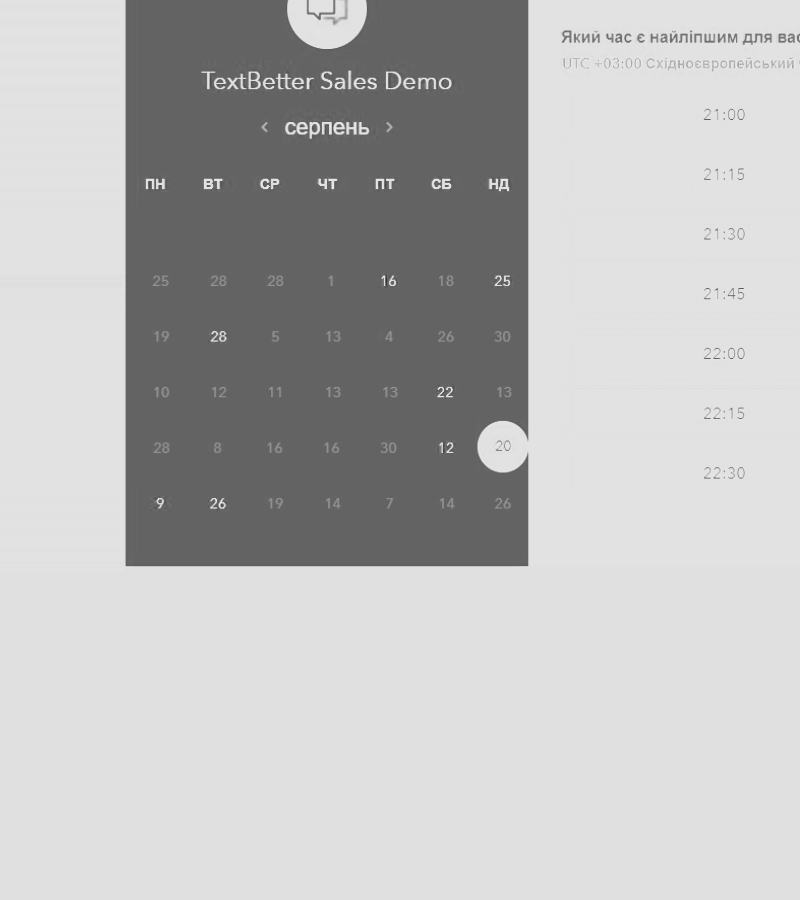 TextBetter Sales Demo
серпень
ПН ВТ СР ЧТ ПТ СБ НД
25 28 28 1 16 18 25
19 28 5 13 4 26 30
10 12 11 13 13 22 13
28 8 16 16 30 12 20
9 26 19 14 7 14 26
Який час є найліпшим для вас
UTC +03:00 Східноєвропейський
21:00
21:15
21:30
21:45
22:00
22:15
22:30